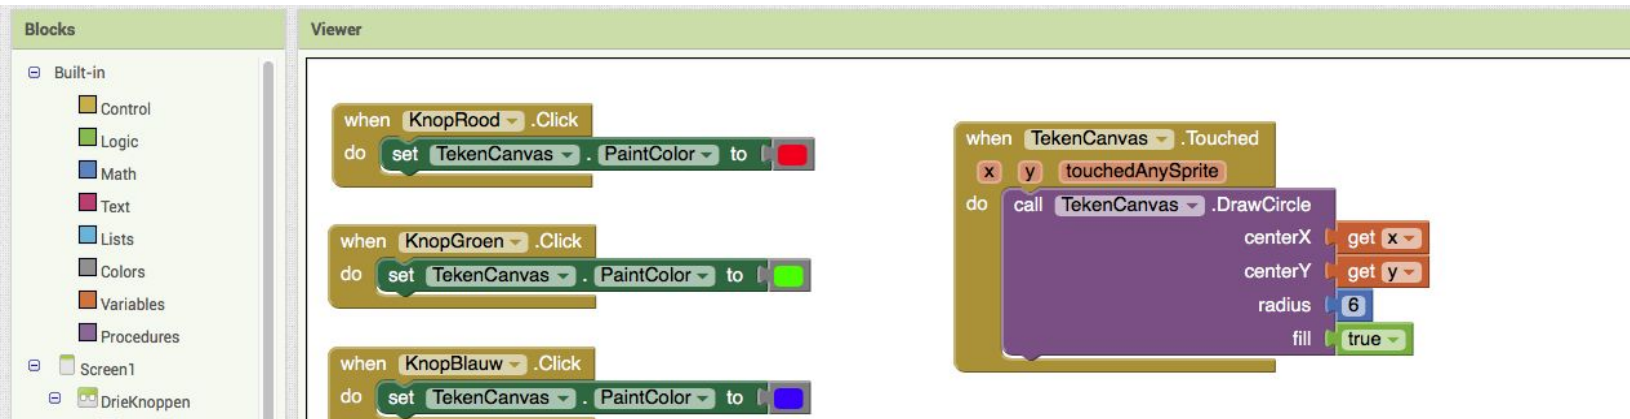 Blocks
Viewer
Built-in
Control
Logic
Math
Text
Lists
Colors
Variables
Procedures
Screen1
DrieKnoppen
when KnopRood .Click
do set TekenCanvas . PaintColor to
when KnopGroen .Click
do set TekenCanvas . PaintColor to
when KnopBlauw .Click
do set TekenCanvas . PaintColor to
when TekenCanvas .Touched
x y touchedAnySprite
do call TekenCanvas .DrawCircle
centerX get x
centerY get y
radius 6
fill true